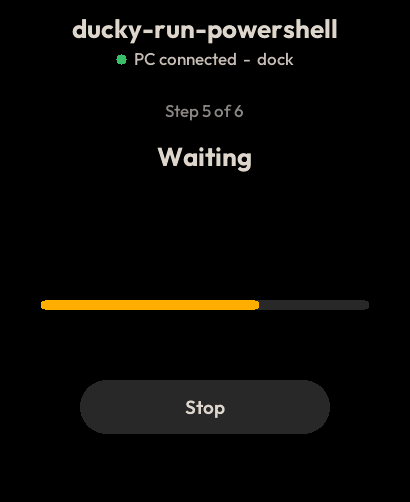 ducky-run-powershell
PC connected - dock
Step 5 of 6
Waiting
Stop